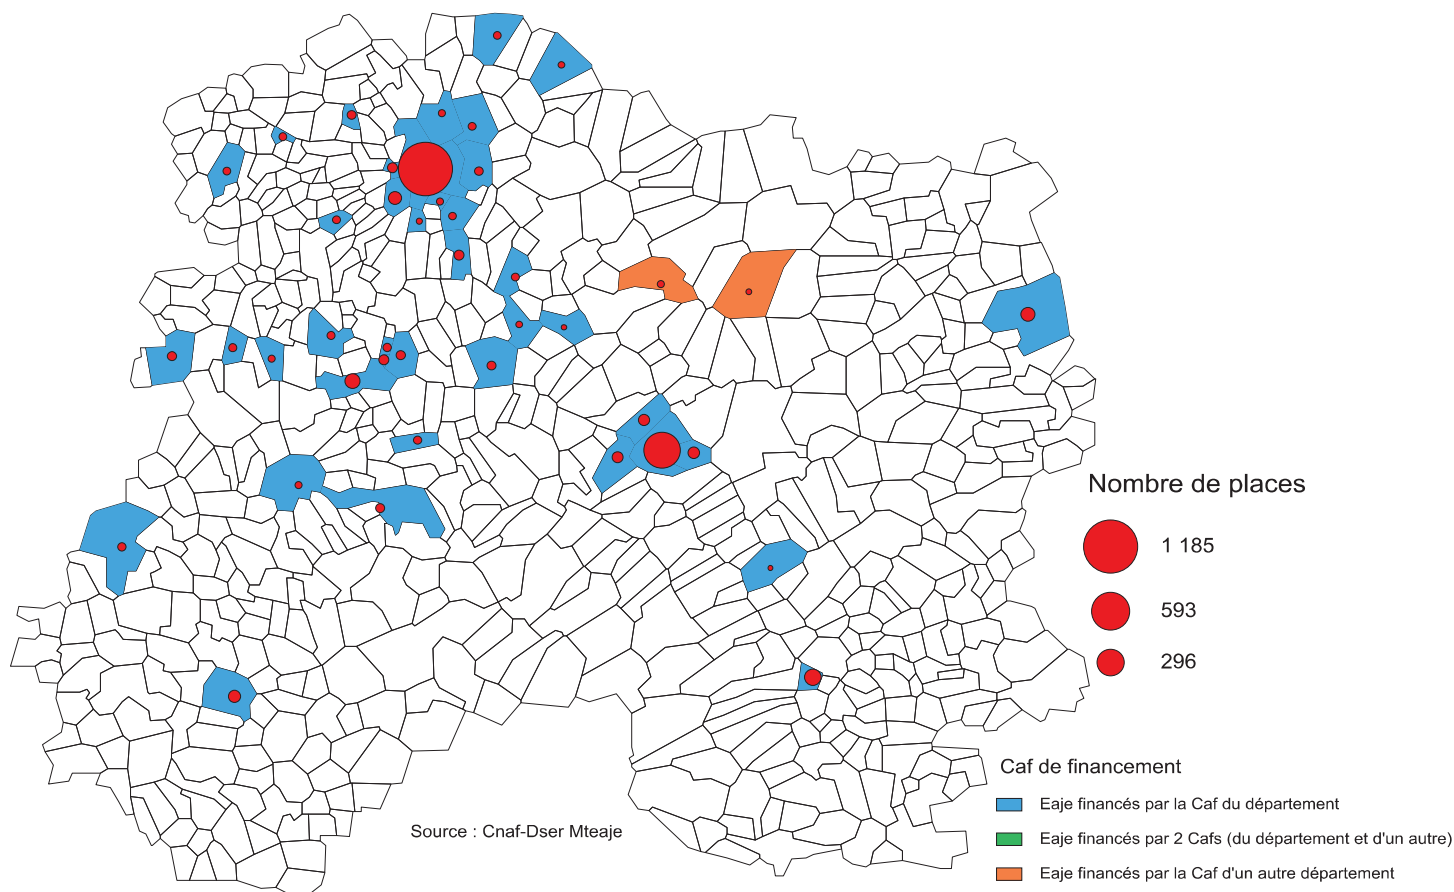 Nombre de places
1 185
593
296
Caf de financement
Eaje financés par la Caf du département
Eaje financés par 2 Cafs (du département et d'un autre)
Eaje financés par la Caf d'un autre département
Source : Cnaf-Dser Mteaje